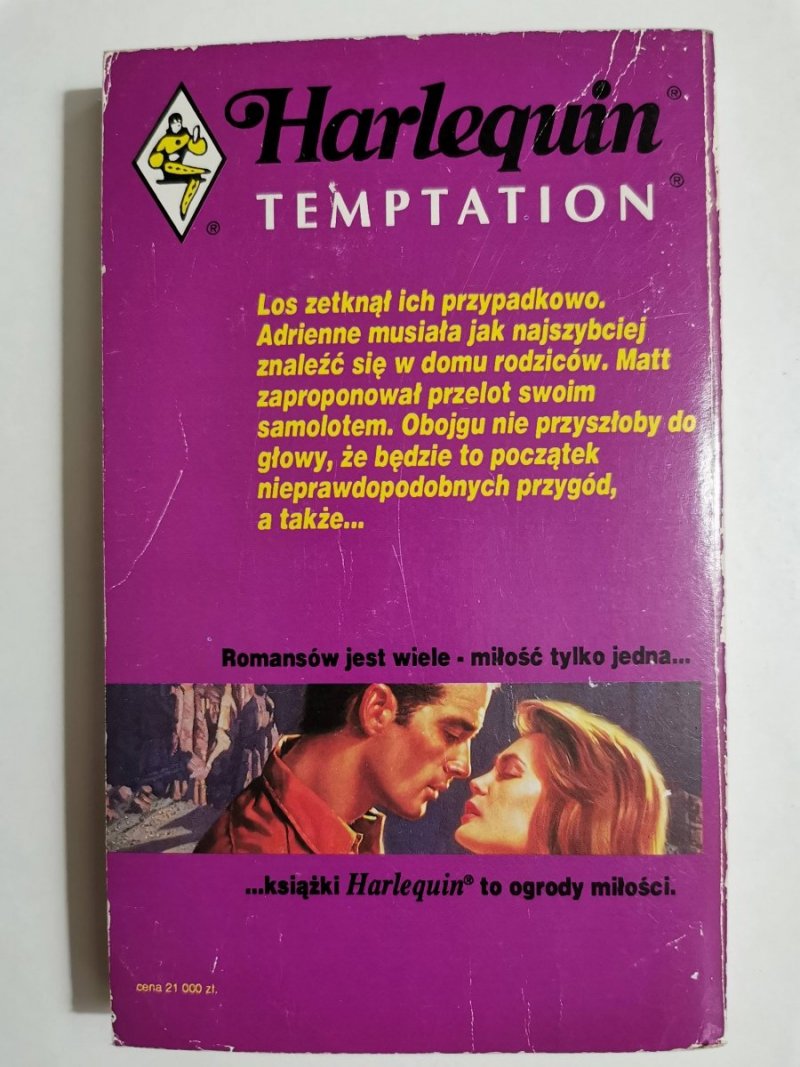 Harlequin ®
TEMPTATION ®
®
Los zetknął ich przypadkowo.
Adrienne musiała jak najszybciej
znaleźć się w domu rodziców. Matt
zaproponował przelot swoim
samolotem. Obojgu nie przyszłoby do
głowy, że będzie to początek
nieprawdopodobnych przygód,
a także...
Romansów jest wiele - miłość tylko jedna...
...książki Harlequin® to ogrody miłości.
cena 21 000 zł.